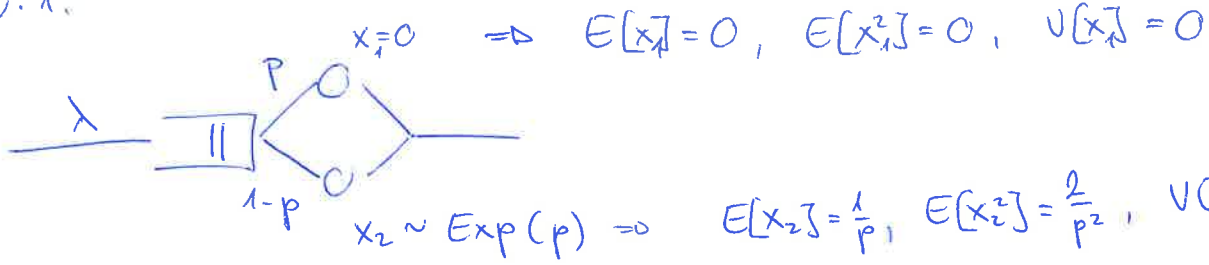 x₁=0 ⇒ E[x₁]=0, E[x₁²]=0, V[x₁]=0
p
λ
1-p
x₂ ~ Exp(p) ⇒ E[x₂]=1/p, E[x₂²]=2/p², V(